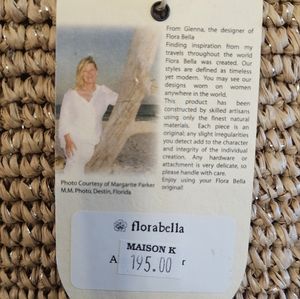 From Gienna, the designer of
Flora Bella
Finding inspiration from my
travels throughout the world
Flora Bella was created. Our
styles are defined as timeless
yet modern. You may see our
designs worn on women
anywhere in the world.
This product has been
constructed by skilled artisans
using only the finest natural
materials. Each piece is an
original; any slight irregularities
you detect add to the character
and integrity of the individual
creation. Any hardware or
attachment is very delicate, so
please handle with care.
Enjoy using your Flora Bella
original!
Photo Courtesy of Margarite Parker
M.M. Photo, Destin, Florida
florabella
MAISON K
195.00